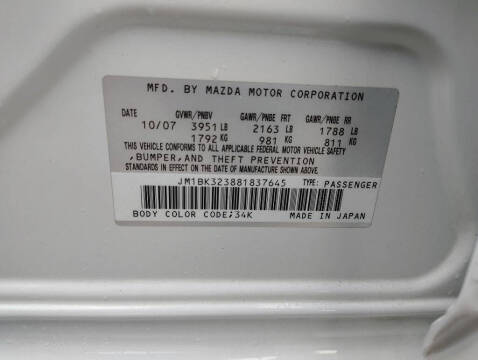 MFD. BY MAZDA MOTOR CORPORATION
DATE GVWR/PNBV GAWR/PNBE FRT GAWR/PNBE RR
10/07 3951 LB 2163 LB 1788 LB
1792 KG 981 KG 811 KG
THIS VEHICLE CONFORMS TO ALL APPLICABLE FEDERAL MOTOR VEHICLE SAFETY,
,BUMPER,AND THEFT PREVENTION
STANDARDS IN EFFECT ON THE DATE OF MANUFACTURE SHOWN ABOVE.
JM1BK323881837645 TYPE: PASSENGER
BODY COLOR CODE;34K MADE IN JAPAN